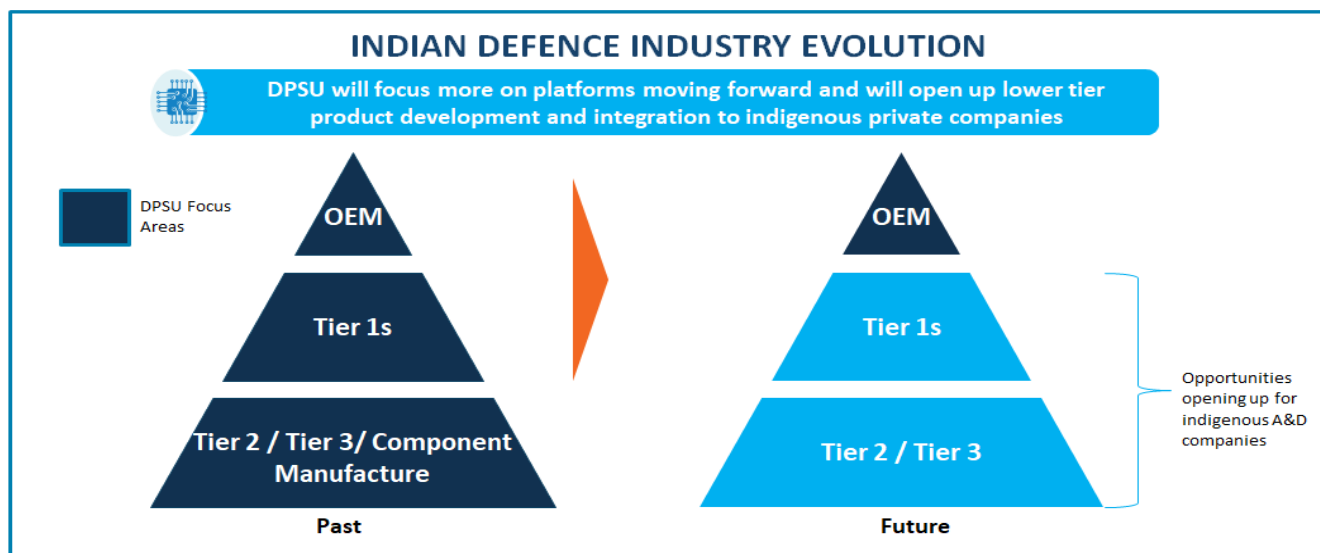 INDIAN DEFENCE INDUSTRY EVOLUTION
DPSU will focus more on platforms moving forward and will open up lower tier
product development and integration to indigenous private companies
DPSU Focus
Areas
OEM
Tier 1s
Tier 2 / Tier 3/ Component
Manufacture
Past
OEM
Tier 1s
Tier 2 / Tier 3
Future
Opportunities
opening up for
indigenous A&D
companies